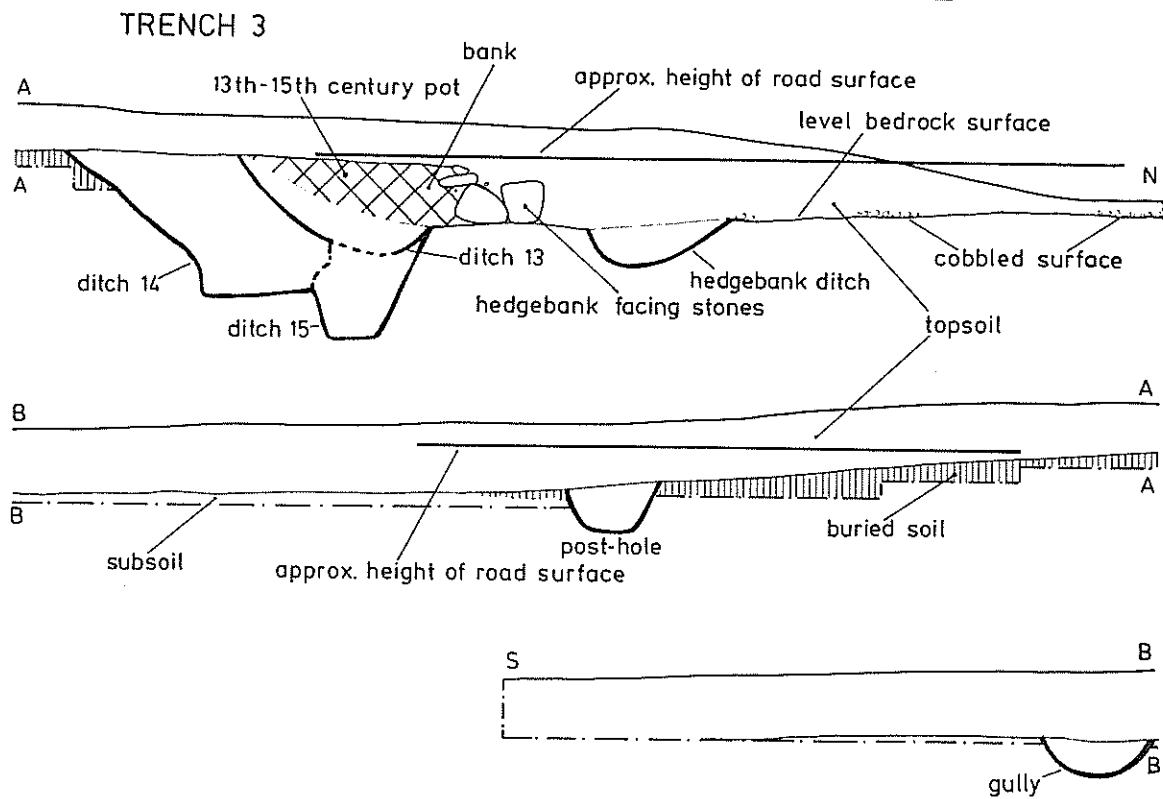 TRENCH 3
bank
13th-15th century pot
approx. height of road surface
A
level bedrock surface
A
N
ditch 14
ditch 13
hedgebank ditch
cobbled surface
hedgebank facing stones
ditch 15
topsoil
B
A
B
A
subsoil
post-hole
buried soil
approx. height of road surface
S
B
B
gully